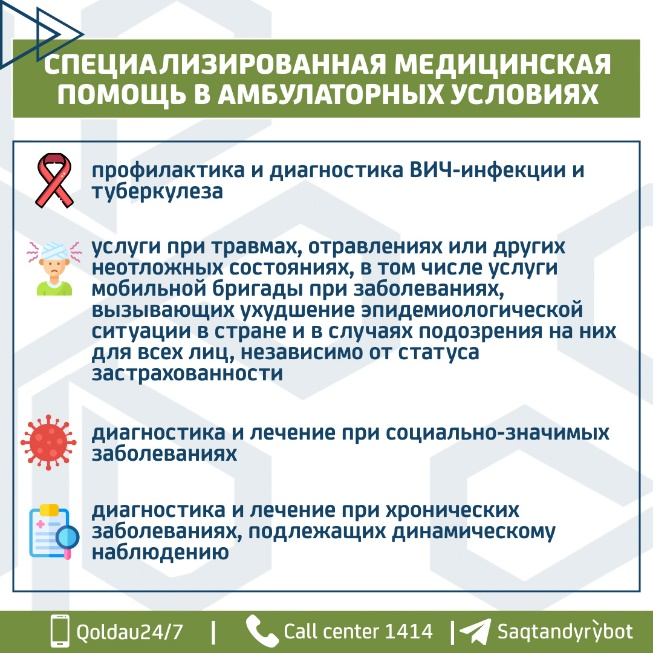 СПЕЦИАЛИЗИРОВАННАЯ МЕДИЦИНСКАЯ
ПОМОЩЬ В АМБУЛАТОРНЫХ УСЛОВИЯХ
профилактика и диагностика ВИЧ-инфекции и
туберкулеза
услуги при травмах, отравлениях или других
неотложных состояниях, в том числе услуги
мобильной бригады при заболеваниях,
вызывающих ухудшение эпидемиологической
ситуации в стране и в случаях подозрения на них
для всех лиц, независимо от статуса
застрахованности
диагностика и лечение при социально-значимых
заболеваниях
диагностика и лечение при хронических
заболеваниях, подлежащих динамическому
наблюдению
Qoldau24/7 | Call center 1414 | Saqtandyrỳbot